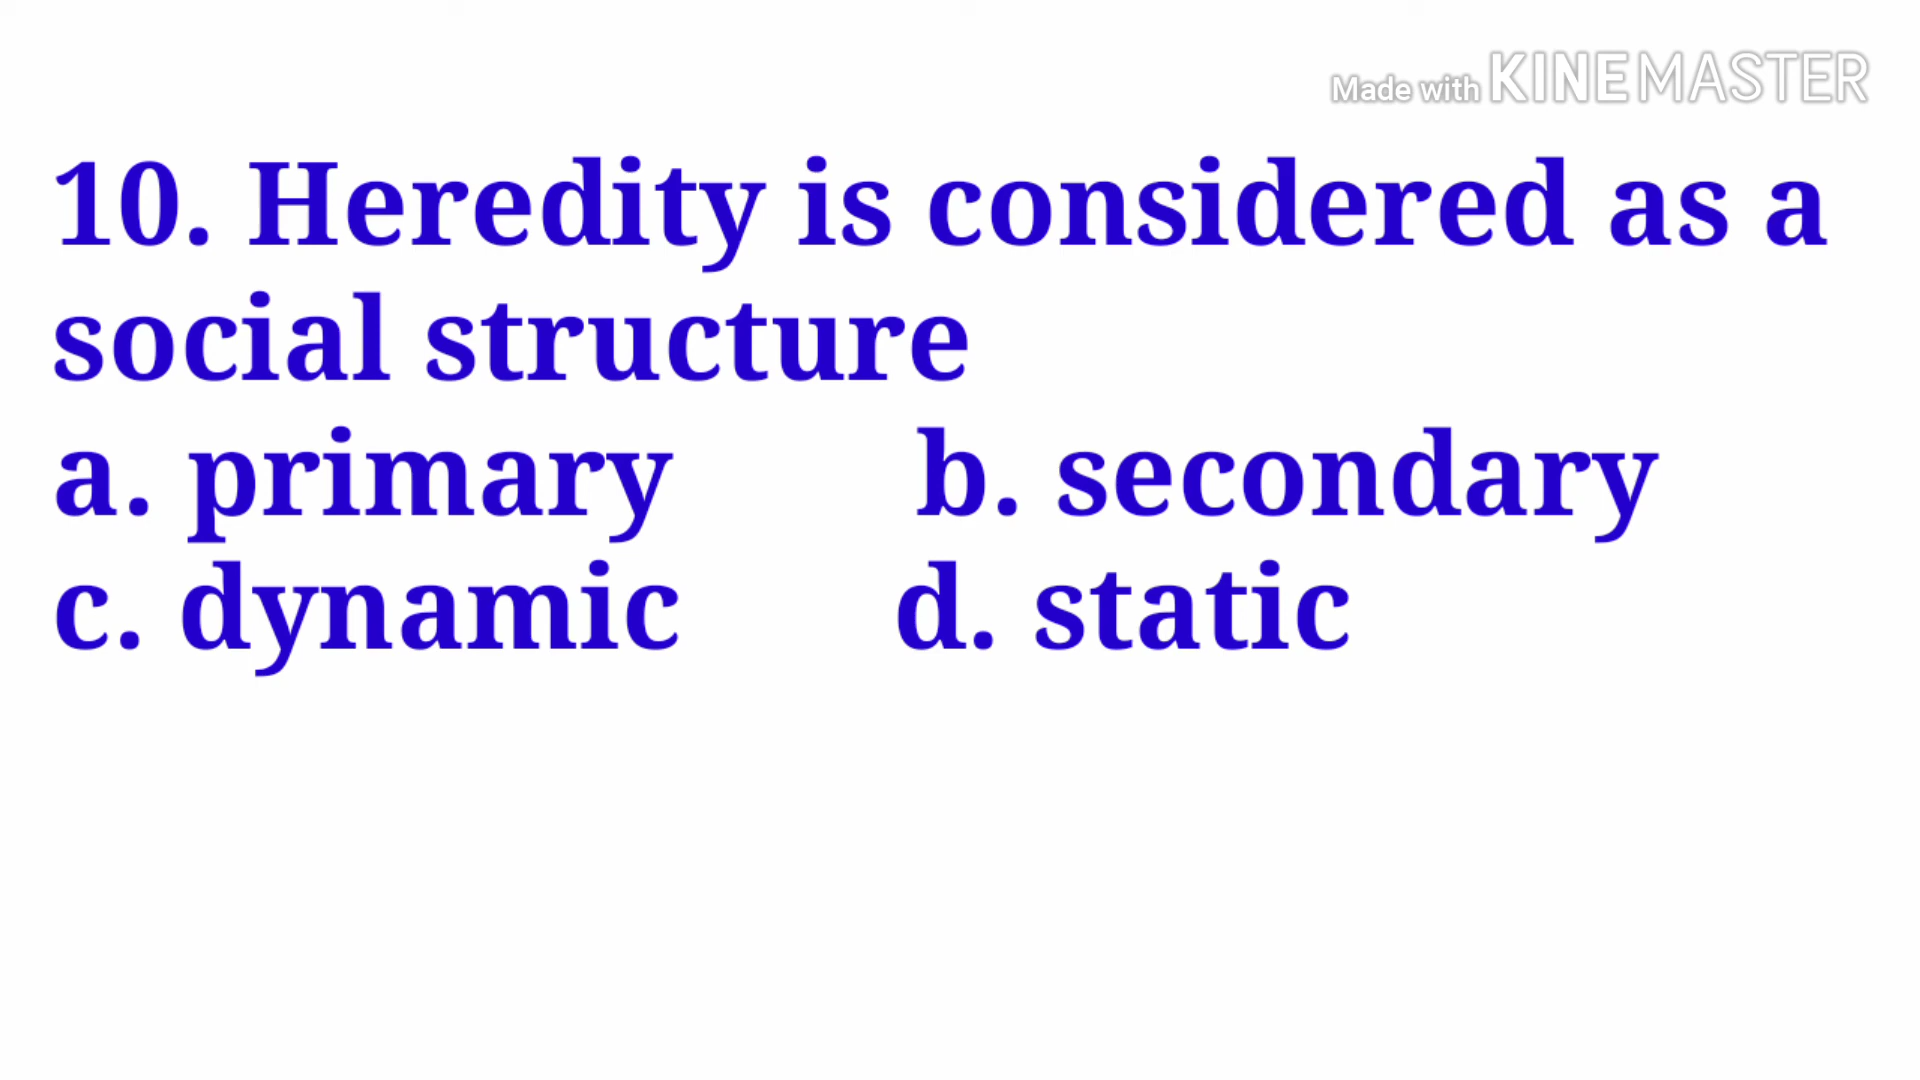 Made with KINEMASTER
10. Heredity is considered as a
social structure
a. primary b. secondary
c. dynamic d. static